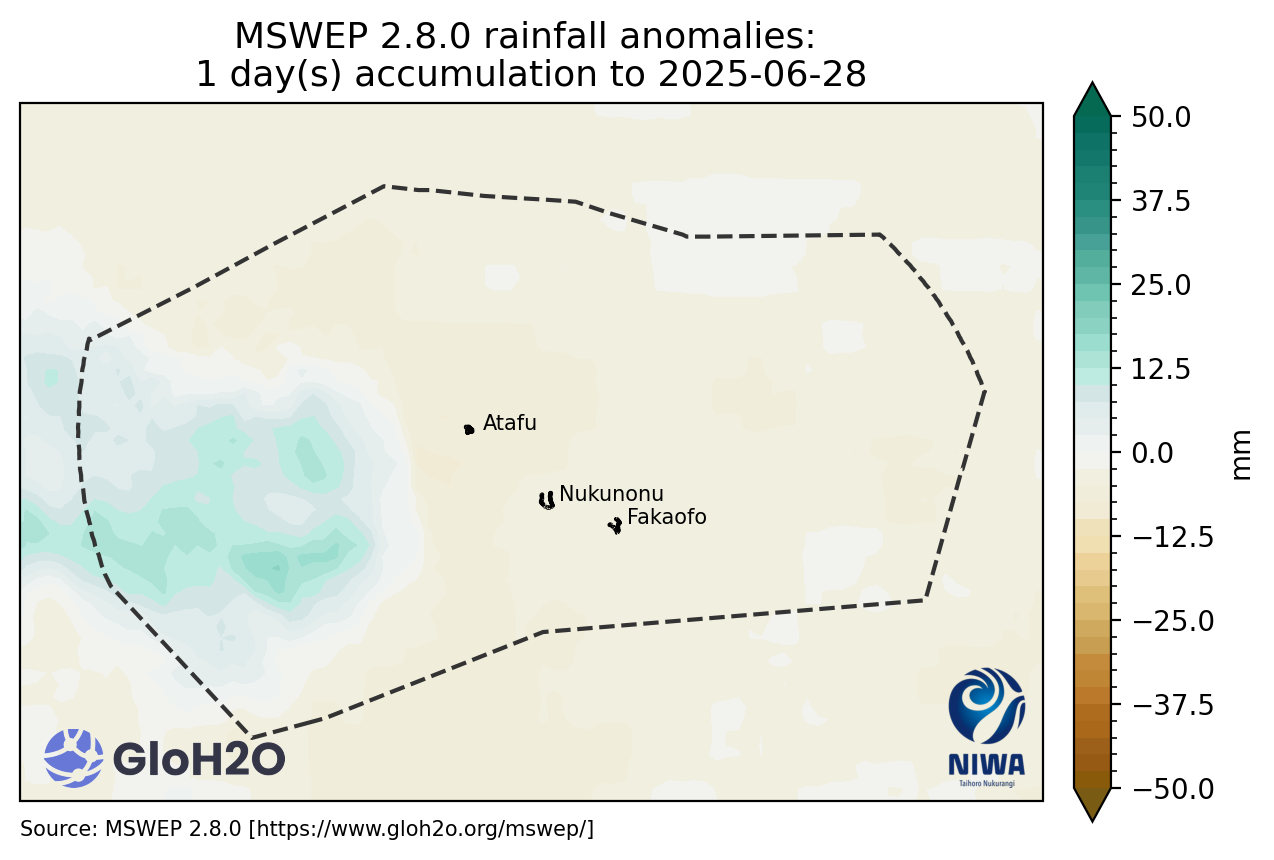 MSWEP 2.8.0 rainfall anomalies:
1 day(s) accumulation to 2025-06-28
50.0
37.5
25.0
12.5
0.0
−12.5
−25.0
−37.5
−50.0
mm
Atafu
Nukunonu
Fakaofo
GloH2O
NIWA
Taihoro Nukurangi
Source: MSWEP 2.8.0 [https://www.gloh2o.org/mswep/]